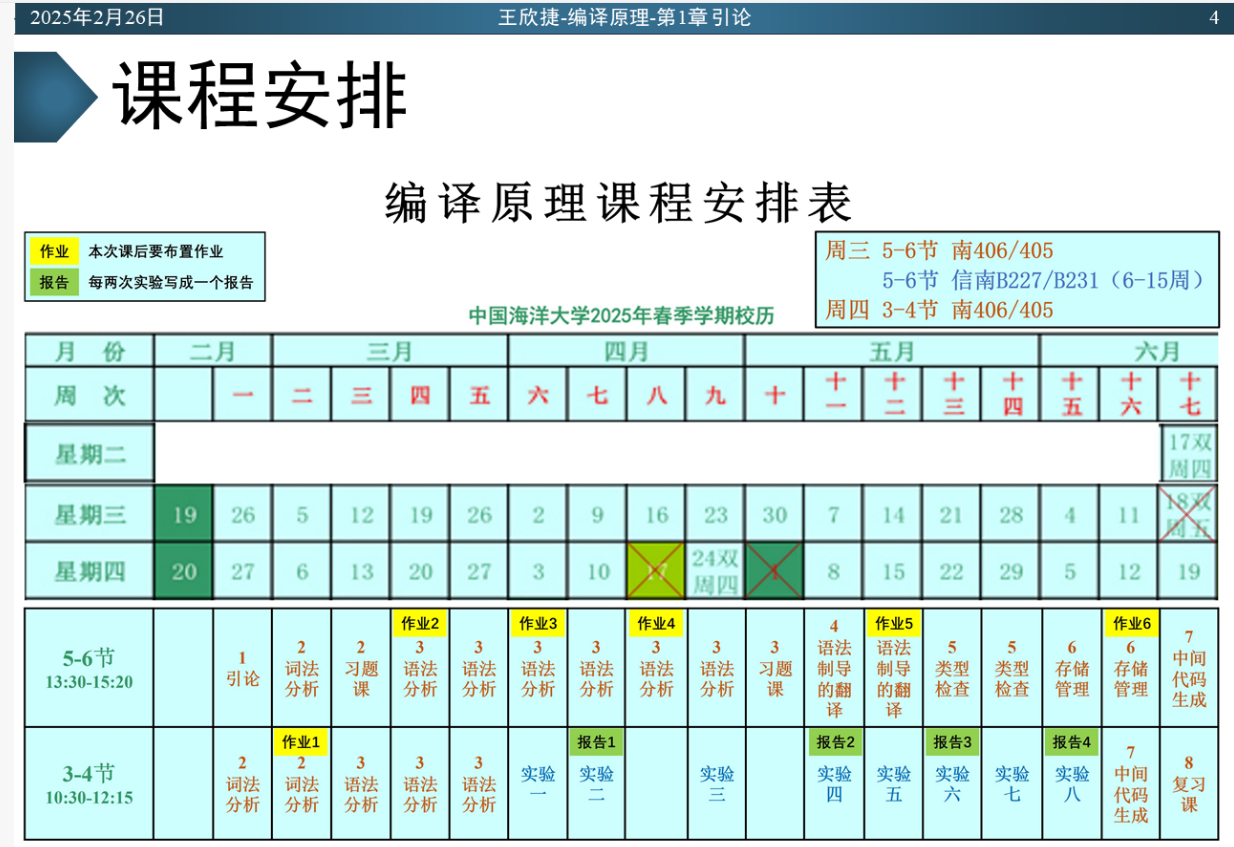 2025年2月26日
王欣捷-编译原理-第1章 引论
4
课程安排
编译原理课程安排表
作业 本次课后要布置作业
报告 每两次实验写成一个报告
周三 5-6节 南406/405
5-6节 信南B227/B231（6-15周）
周四 3-4节 南406/405
中国海洋大学2025年春季学期校历
月 份 二月 三月 四月 五月 六月
周 次 一 二 三 四 五 六 七 八 九 十 十一 十二 十三 十四 十五 十六 十七
星期二 17双周四
星期三 19 26 5 12 19 26 2 9 16 23 30 7 14 21 28 4 11 18双周五
星期四 20 27 6 13 20 27 3 10 17 24双周四 1 8 15 22 29 5 12 19
5-6节
13:30-15:20
1 引论
2 词法分析
2 习题课
作业2 3 语法分析
3 语法分析
作业3 3 语法分析
3 语法分析
作业4 3 语法分析
3 语法分析
3 习题课
4 语法制导的翻译
作业5 语法制导的翻译
5 类型检查
5 类型检查
6 存储管理
作业6 6 存储管理
7 中间代码生成
3-4节
10:30-12:15
2 词法分析
作业1 2 词法分析
3 语法分析
3 语法分析
3 语法分析
实验一
报告1 实验二
实验三
报告2 实验四
实验五
报告3 实验六
实验七
报告4 实验八
7 中间代码生成
8 复习课